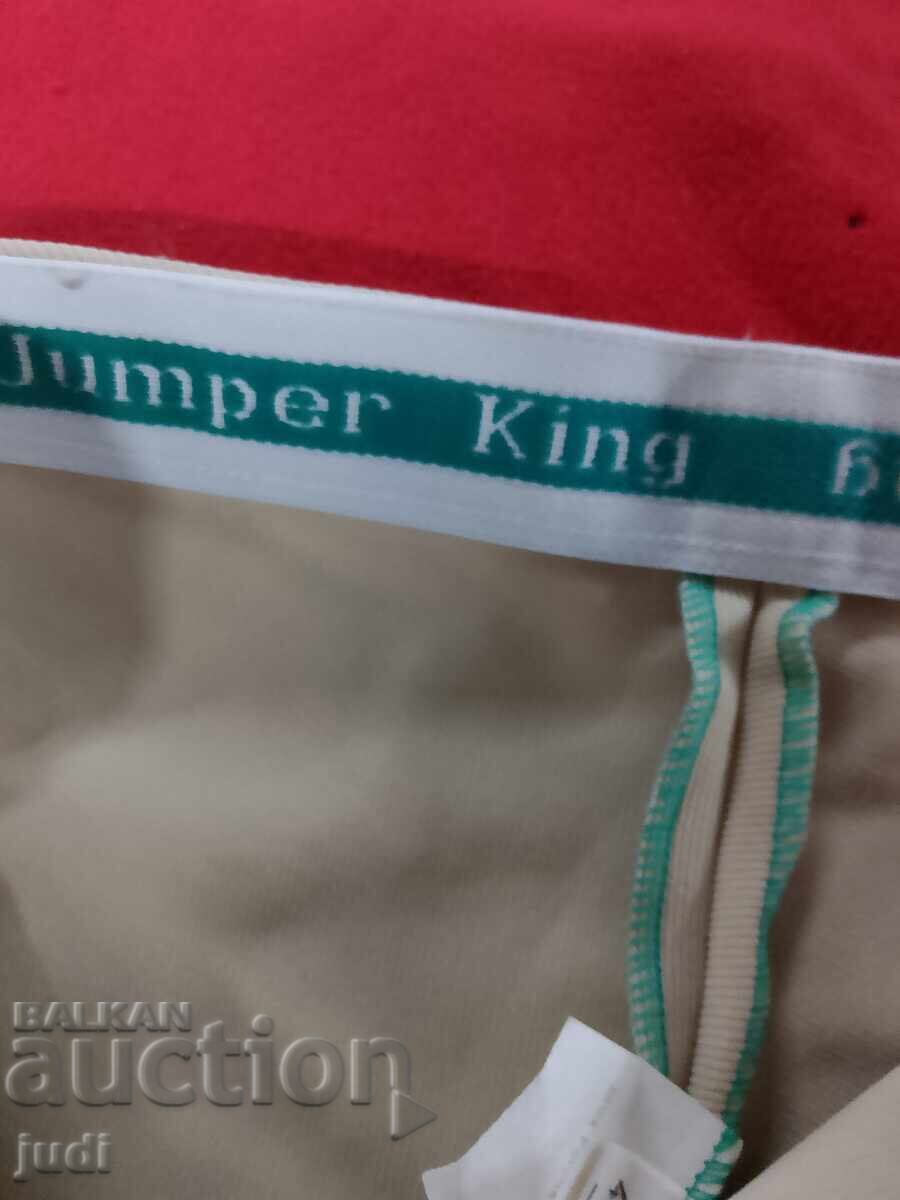 Jumper King
BALKAN
auction
judi